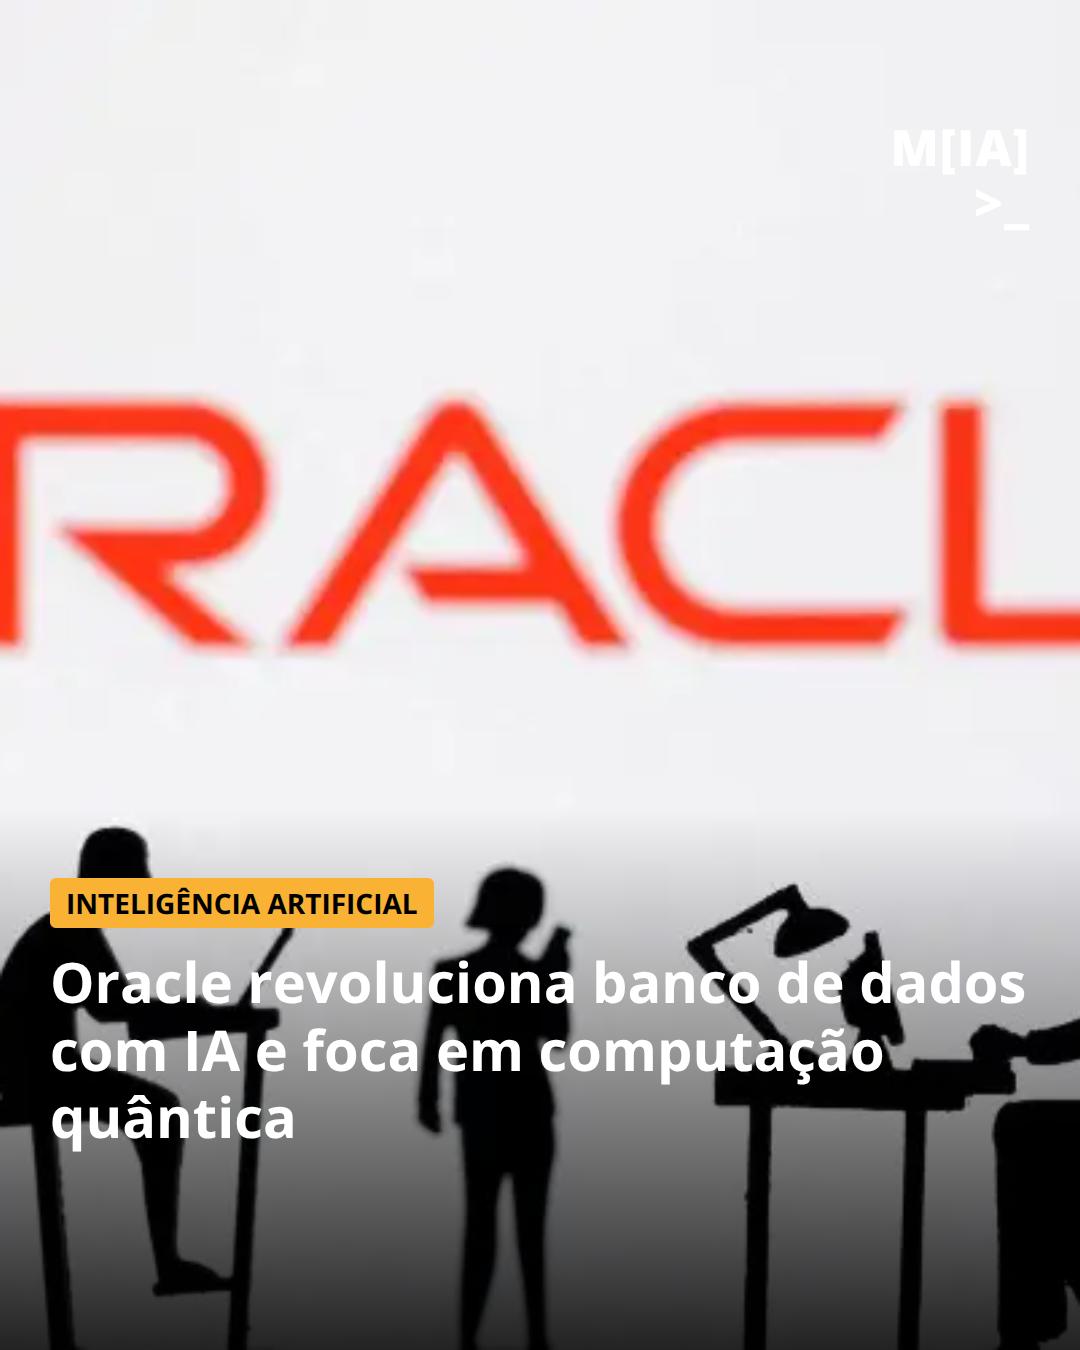 M[IA]
>_
RACL
INTELIGÊNCIA ARTIFICIAL
Oracle revoluciona banco de dados
com IA e foca em computação
quântica